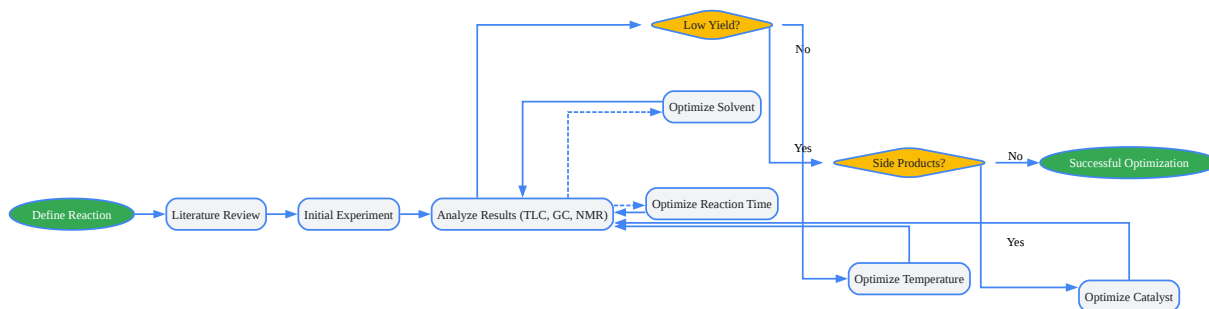 Low Yield?
No
Optimize Solvent
Yes
Side Products?
No
Successful Optimization
Define Reaction
Literature Review
Initial Experiment
Analyze Results (TLC, GC, NMR)
Optimize Reaction Time
Yes
Optimize Temperature
Optimize Catalyst